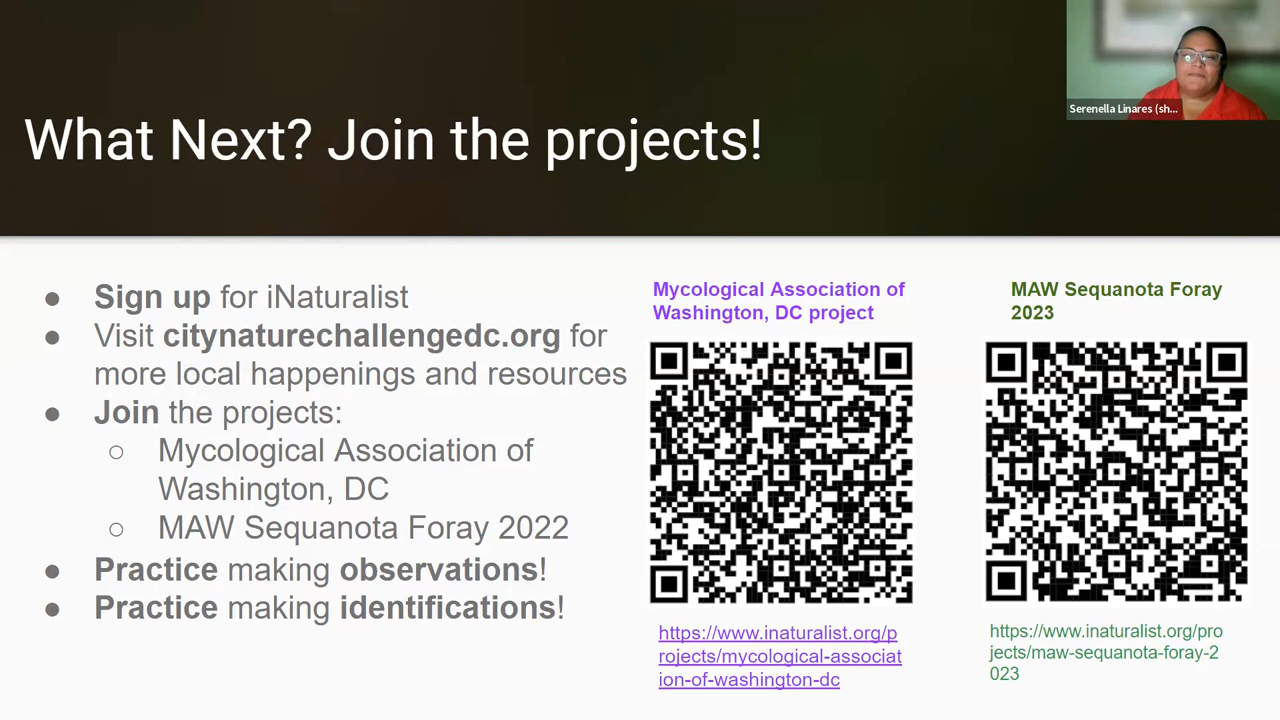 Serenella Linares (sh...
What Next? Join the projects!
● Sign up for iNaturalist
● Visit citynaturechallengedc.org for
more local happenings and resources
● Join the projects:
○ Mycological Association of
Washington, DC
○ MAW Sequanota Foray 2022
● Practice making observations!
● Practice making identifications!
Mycological Association of
Washington, DC project
https://www.inaturalist.org/p
rojects/mycological-associat
ion-of-washington-dc
MAW Sequanota Foray
2023
https://www.inaturalist.org/pro
jects/maw-sequanota-foray-2
023